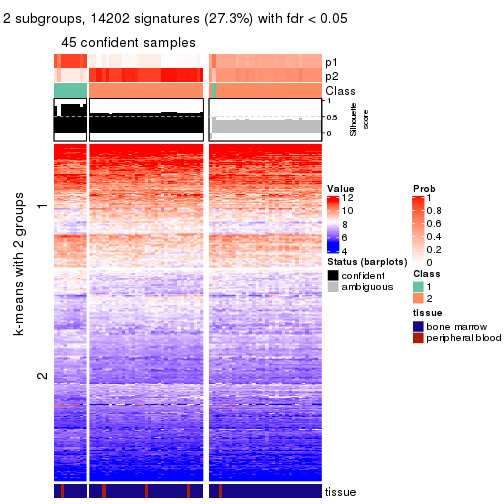 2 subgroups, 14202 signatures (27.3%) with fdr < 0.05
45 confident samples
p1
p2
Class
1
0.5
0
Silhouette
score
k-means with 2 groups
1
2
Value
12
10
8
6
4
Status (barplots)
confident
ambiguous
Prob
1
0.8
0.6
0.4
0.2
0
Class
1
2
tissue
bone marrow
peripheral blood
tissue